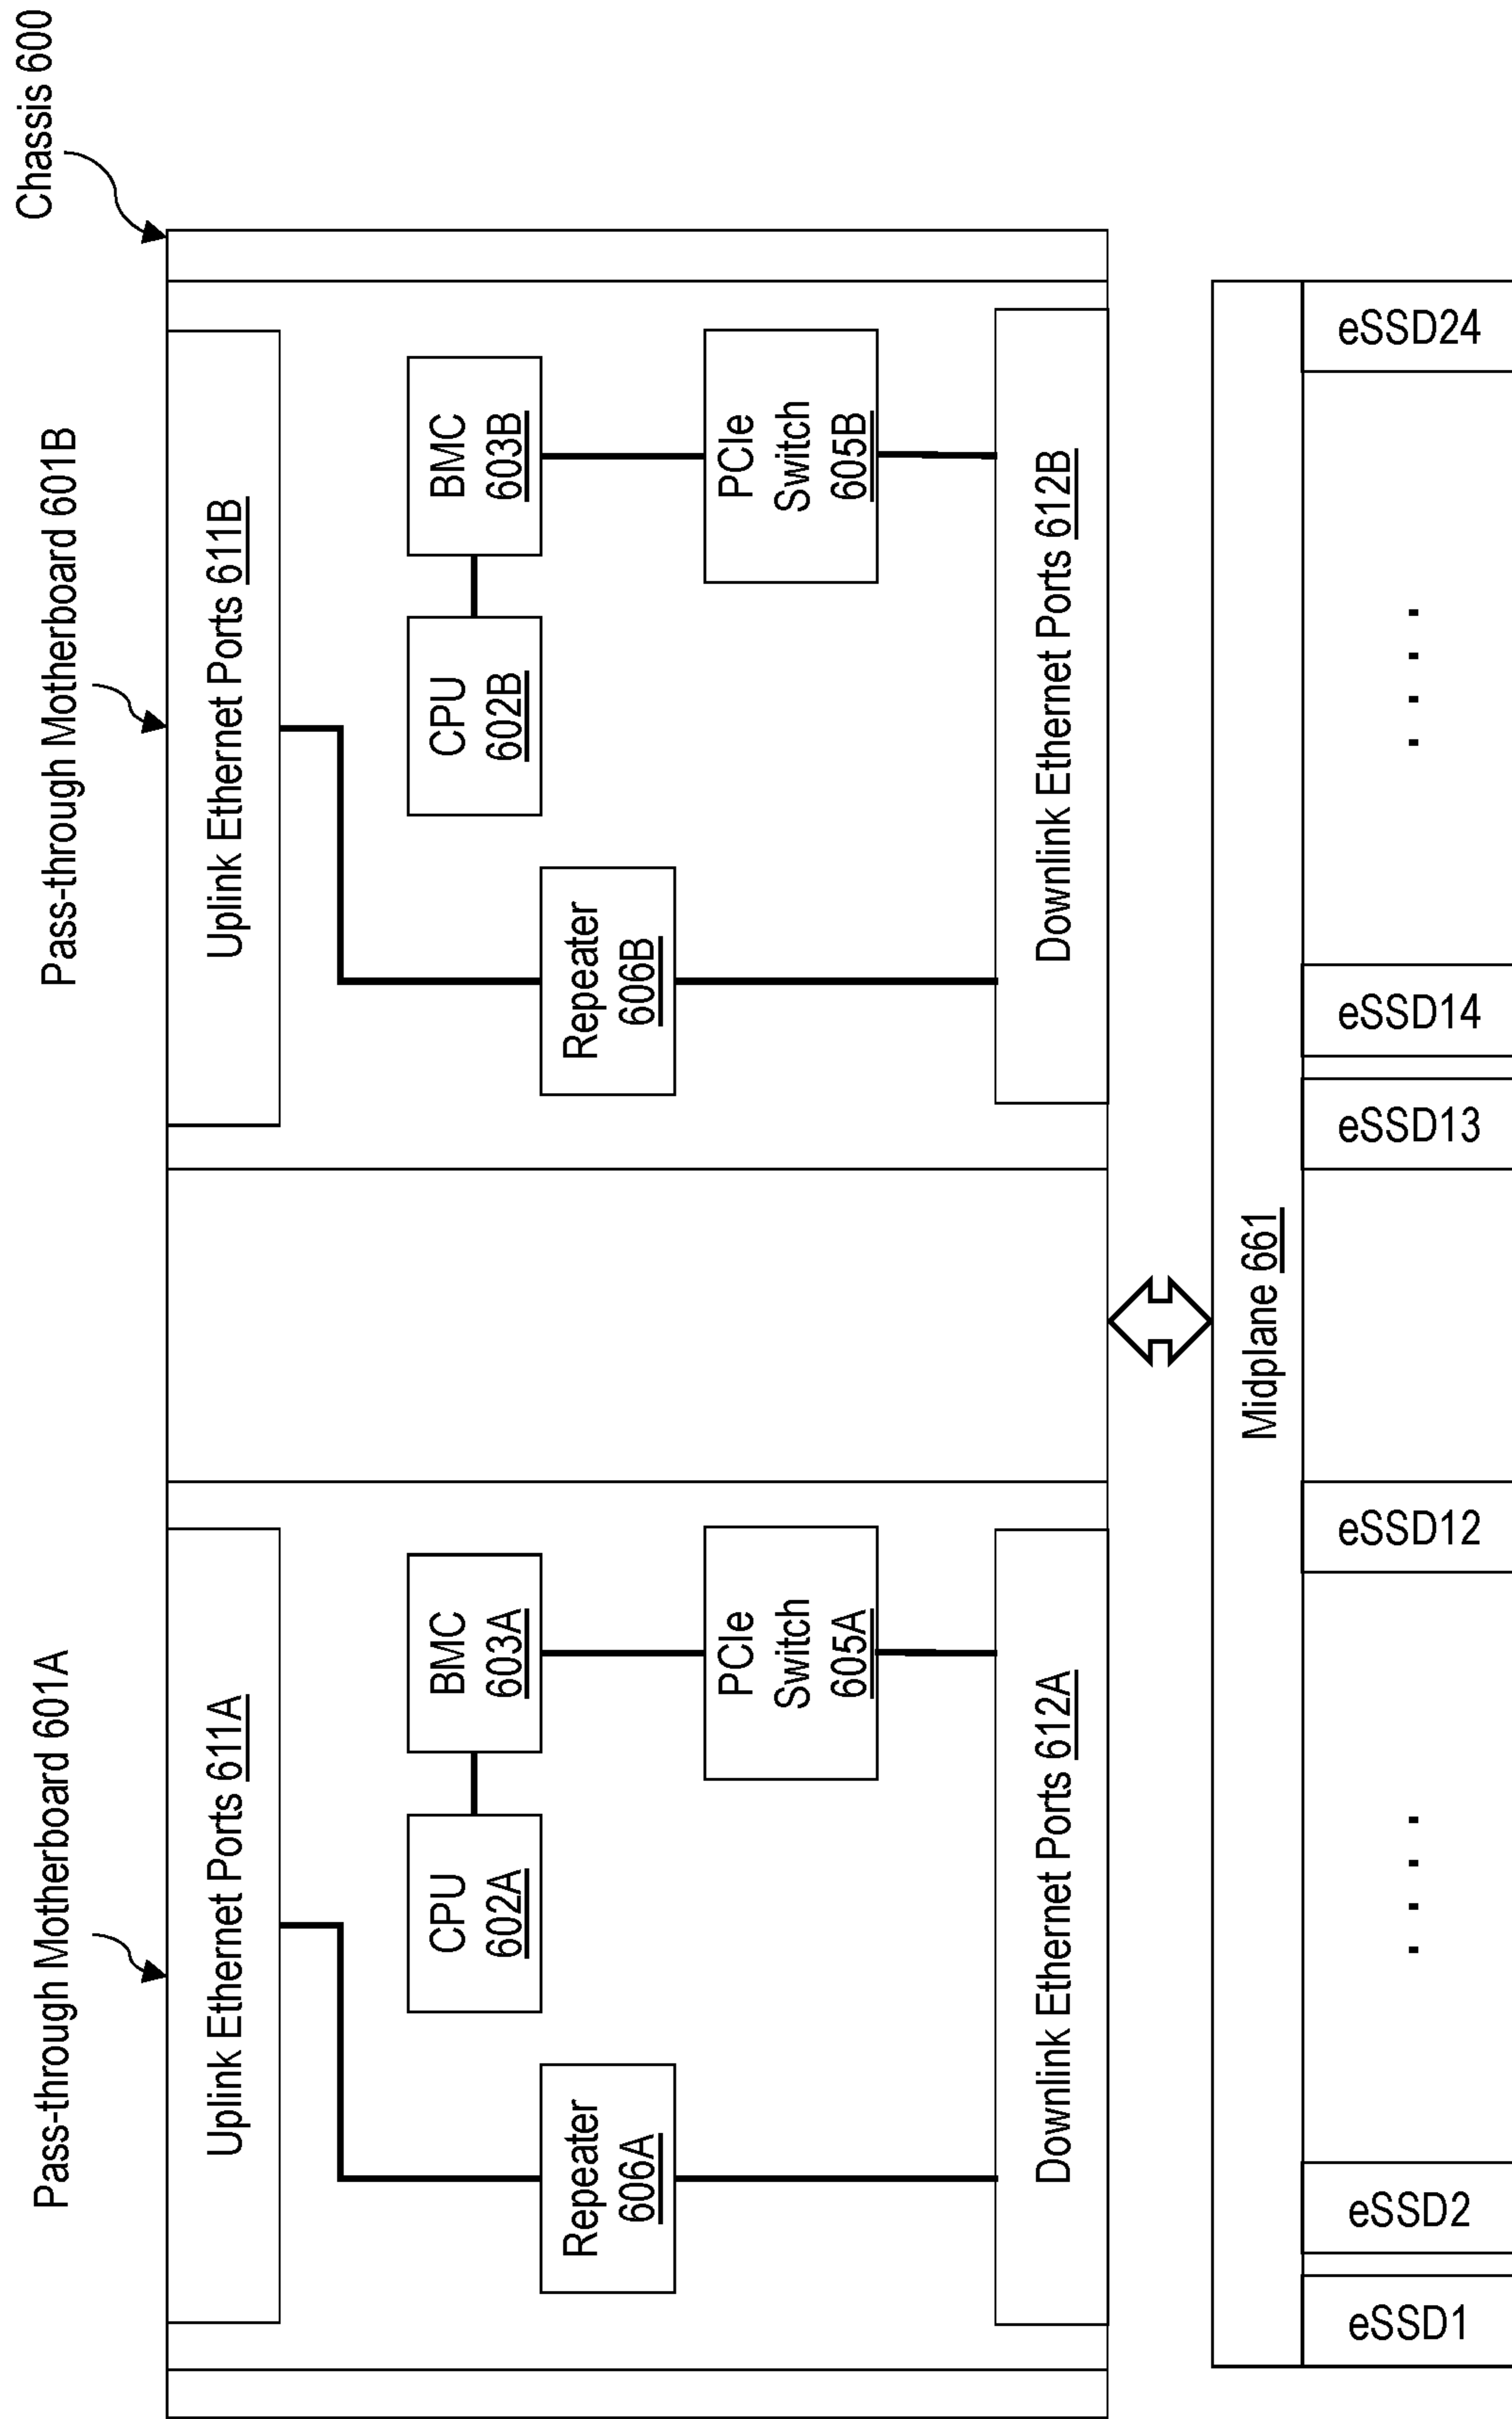 Chassis 600
Pass-through Motherboard 601A
Pass-through Motherboard 601B
Uplink Ethernet Ports 611A
CPU
602A
BMC
603A
Repeater
606A
PCIe
Switch
605A
Downlink Ethernet Ports 612A
Uplink Ethernet Ports 611B
CPU
602B
BMC
603B
Repeater
606B
PCIe
Switch
605B
Downlink Ethernet Ports 612B
Midplane 661
eSSD1
eSSD2
. . . .
eSSD12
eSSD13
eSSD14
. . . .
eSSD24